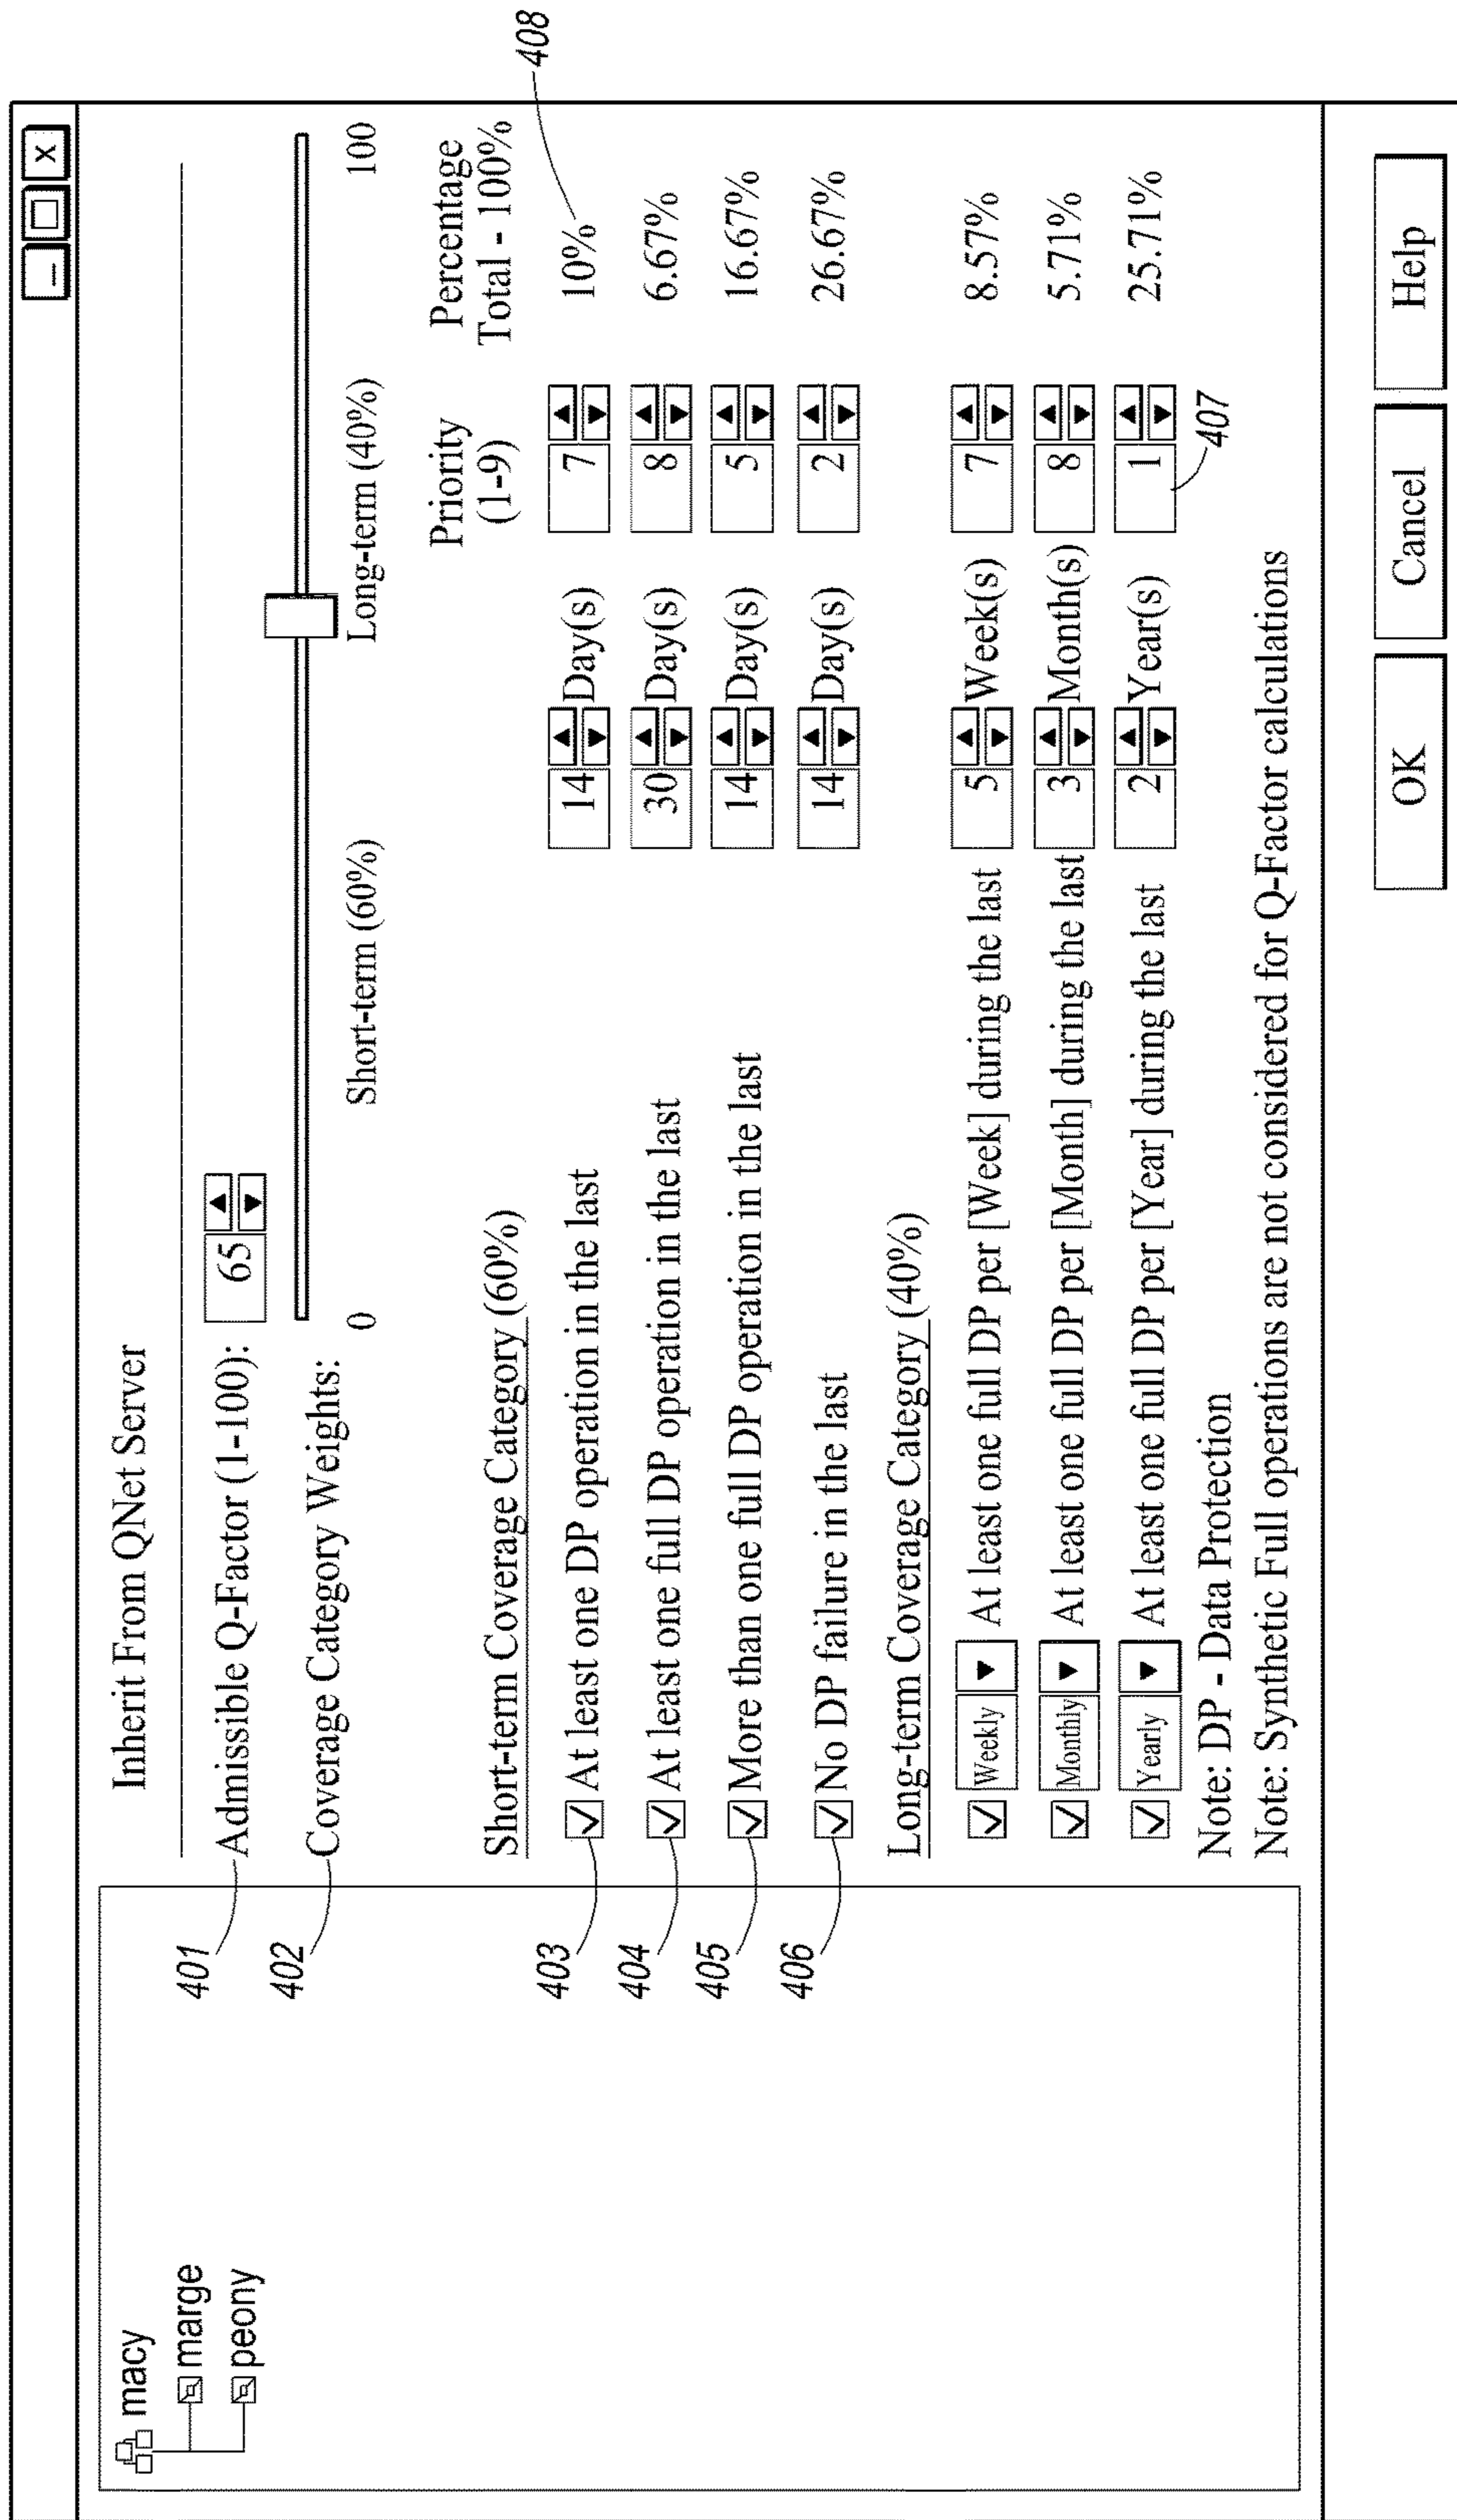 X
macy
marge
peony
Inherit From QNet Server
401
Admissible Q-Factor (1-100):
65
402
Coverage Category Weights:
0
Short-term (60%)
Long-term (40%)
100
Priority
(1-9)
Percentage
Total - 100%
Short-term Coverage Category (60%)
403
At least one DP operation in the last 14 Day(s) 7 10%
408
404
At least one full DP operation in the last 30 Day(s) 8 6.67%
405
More than one full DP operation in the last 14 Day(s) 5 16.67%
406
No DP failure in the last 14 Day(s) 2 26.67%
Long-term Coverage Category (40%)
Weekly At least one full DP per [Week] during the last 5 Week(s) 7 8.57%
Monthly At least one full DP per [Month] during the last 3 Month(s) 8 5.71%
Yearly At least one full DP per [Year] during the last 2 Year(s) 1 25.71%
407
Note: DP - Data Protection
Note: Synthetic Full operations are not considered for Q-Factor calculations
OK
Cancel
Help